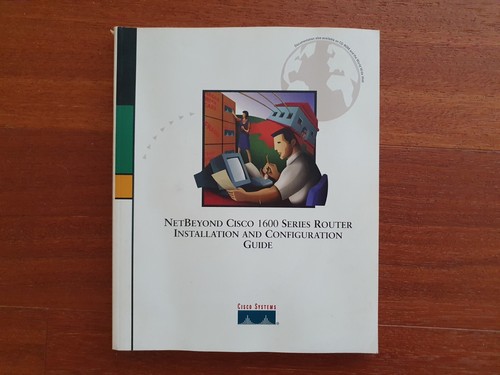 NETBEYOND CISCO 1600 SERIES ROUTER
INSTALLATION AND CONFIGURATION
GUIDE
CISCO SYSTEMS
®